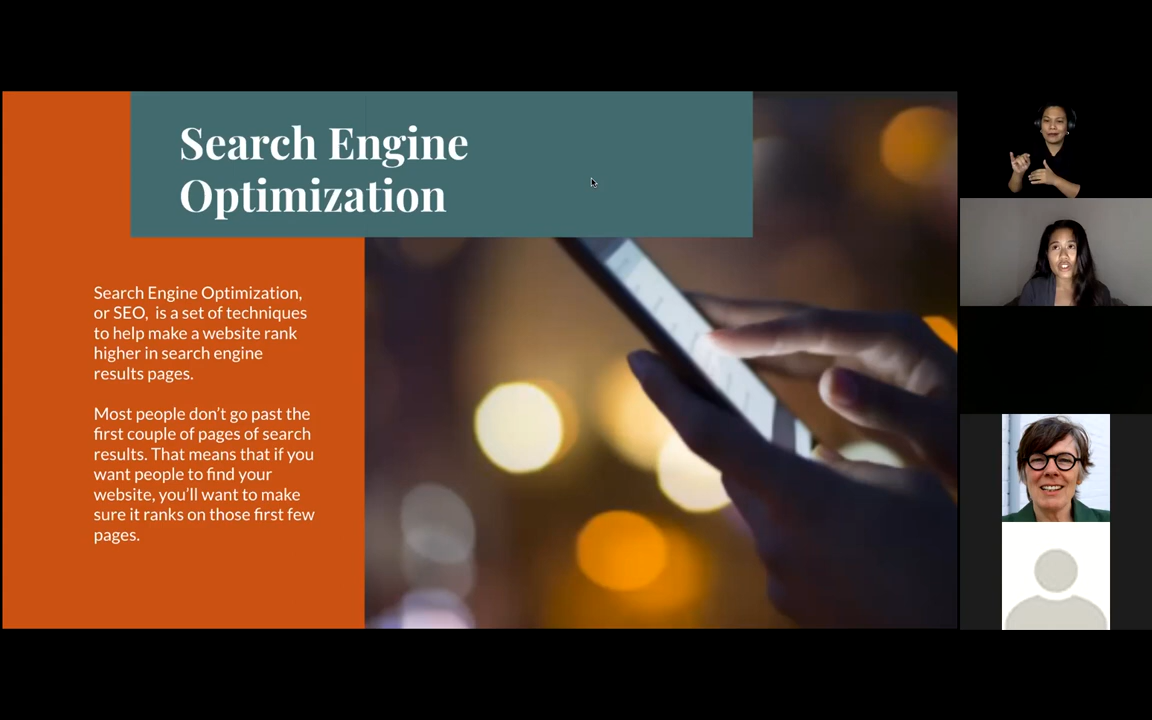 Search Engine
Optimization
Search Engine Optimization,
or SEO,  is a set of techniques
to help make a website rank
higher in search engine
results pages.
Most people don’t go past the
first couple of pages of search
results. That means that if you
want people to find your
website, you’ll want to make
sure it ranks on those first few
pages.